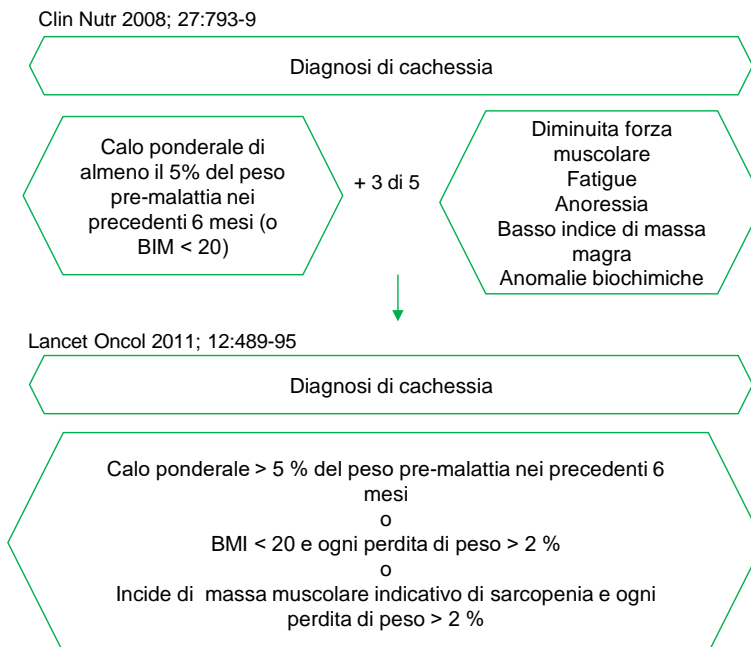 Clin Nutr 2008; 27:793-9
Diagnosi di cachessia
Calo ponderale di
almeno il 5% del peso
pre-malattia nei
precedenti 6 mesi (o
BIM < 20)
+ 3 di 5
Diminuita forza
muscolare
Fatigue
Anoressia
Basso indice di massa
magra
Anomalie biochimiche
Lancet Oncol 2011; 12:489-95
Diagnosi di cachessia
Calo ponderale > 5 % del peso pre-malattia nei precedenti 6
mesi
o
BMI < 20 e ogni perdita di peso > 2 %
o
Incide di  massa muscolare indicativo di sarcopenia e ogni
perdita di peso > 2 %